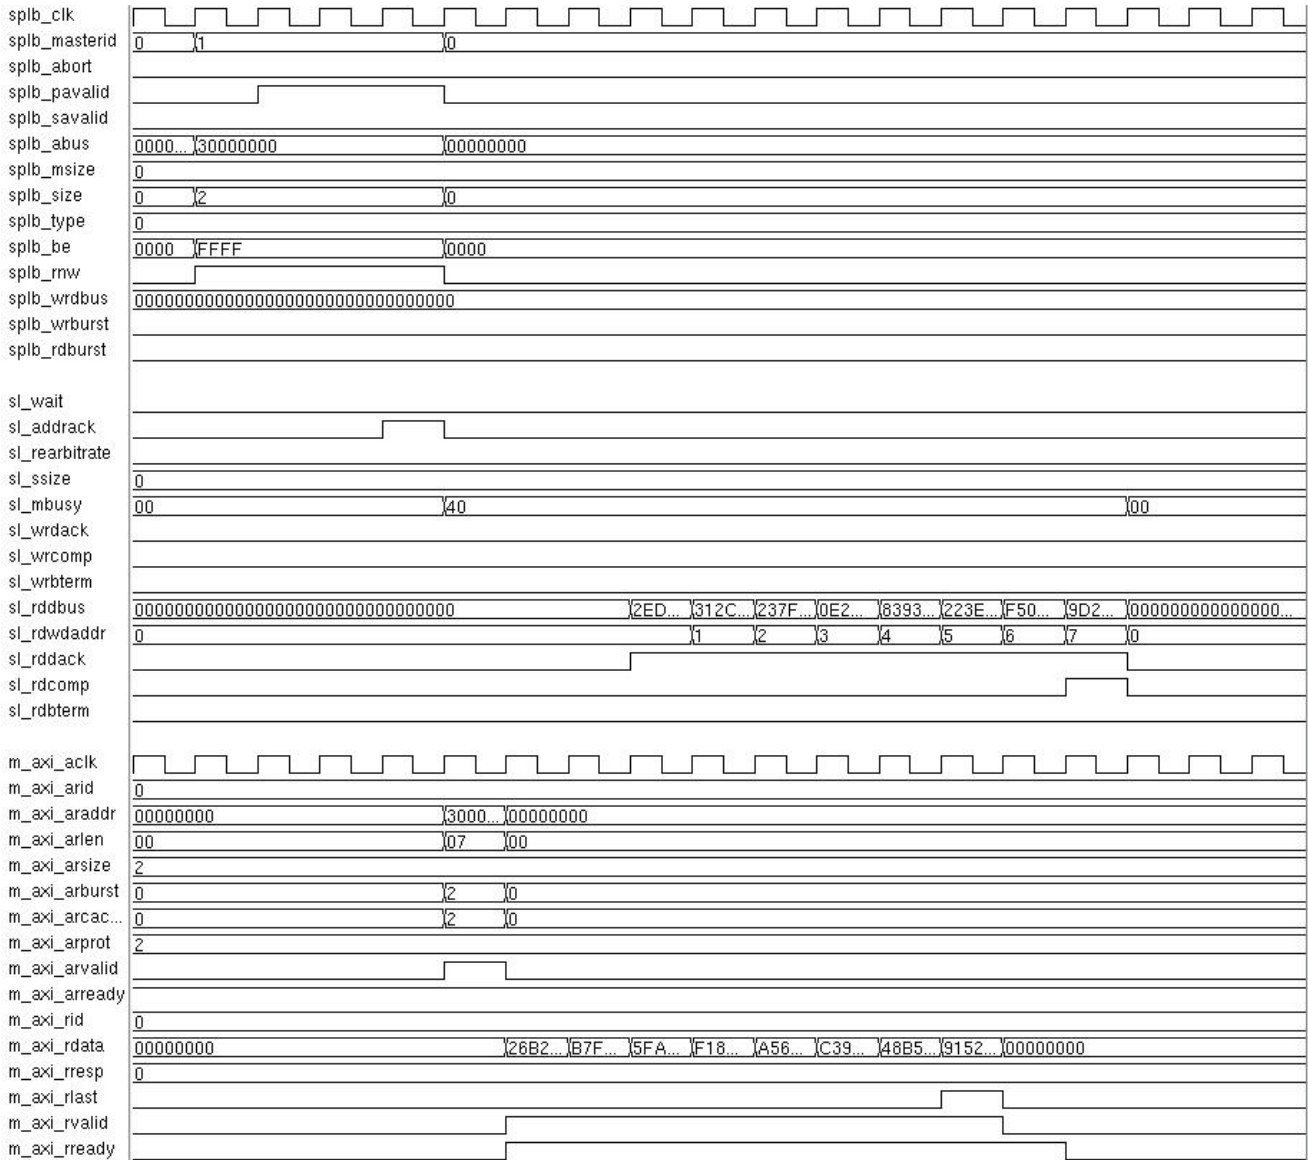 splb_clk
splb_masterid 0 1 0
splb_abort
splb_pavalid
splb_savalid
splb_abus 0000... 30000000 00000000
splb_msize 0
splb_size 0 2 0
splb_type 0
splb_be 0000 FFFF 0000
splb_rnw
splb_wrdbus 00000000000000000000000000000000
splb_wrburst
splb_rdburst
sl_wait
sl_addrack
sl_rearbitrate
sl_ssize 0
sl_mbusy 00 40 00
sl_wrdack
sl_wrcomp
sl_wrbterm
sl_rddbus 00000000000000000000000000000000 2ED... 312C... 237F... 0E2... 8393... 223E... F50... 9D2... 000000000000000...
sl_rdwdaddr 0 1 2 3 4 5 6 7 0
sl_rddack
sl_rdcomp
sl_rdbterm
m_axi_aclk
m_axi_arid 0
m_axi_araddr 00000000 3000... 00000000
m_axi_arlen 00 07 00
m_axi_arsize 2
m_axi_arburst 0 2 0
m_axi_arcac... 0 2 0
m_axi_arprot 2
m_axi_arvalid
m_axi_arready
m_axi_rid 0
m_axi_rdata 00000000 26B2... B7F... 5FA... F18... A56... C39... 48B5... 9152... 00000000
m_axi_rresp 0
m_axi_rlast
m_axi_rvalid
m_axi_rready